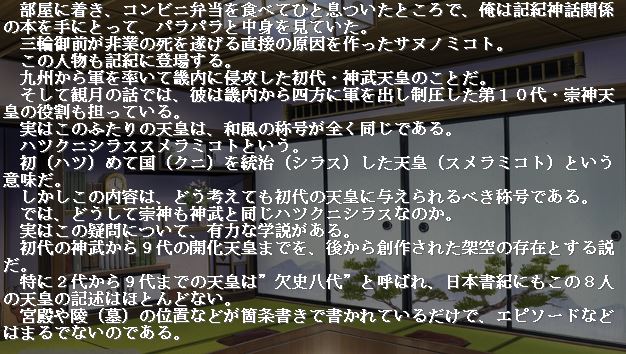 部屋に着き、コンビニ弁当を食べてひと息ついたところで、俺は記紀神話関係
の本を手にとって、パラパラと中身を見ていた。
三輪御前が非業の死を遂げる直接の原因を作ったサヌノミコト。
この人物も記紀に登場する。
九州から軍を率いて畿内に侵攻した初代・神武天皇のことだ。
そして観月の話では、彼は畿内から四方に軍を出し制圧した第１０代・崇神天
皇の役割も担っている。
実はこのふたりの天皇は、和風の称号が全く同じである。
ハツクニシラススメラミコトという。
初（ハツ）めて国（クニ）を統治（シラス）した天皇（スメラミコト）という
意味だ。
しかしこの内容は、どう考えても初代の天皇に与えられるべき称号である。
では、どうして崇神も神武と同じハツクニシラスなのか。
実はこの疑問について、有力な学説がある。
初代の神武から９代の開化天皇までを、後から創作された架空の存在とする説
だ。
特に２代から９代までの天皇は”欠史八代”と呼ばれ、日本書紀にもこの８人
の天皇の記述はほとんどない。
宮殿や陵（墓）の位置などが箇条書きで書かれているだけで、エピソードなど
はまるでないのである。